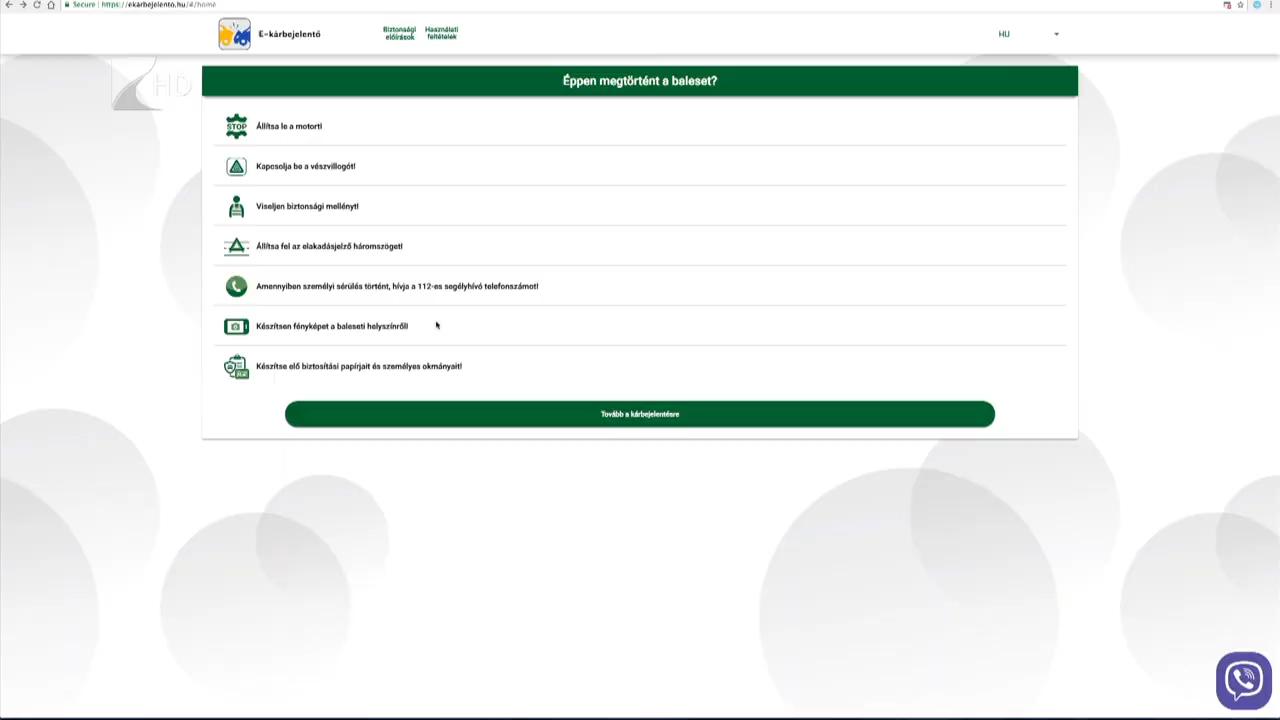 Secure https://ekarbejelento.hu/#/home
E-kárbejelentő
Biztonsági
előírások
Használati
feltételek
HU
HD
Éppen megtörtént a baleset?
STOP
Állítsa le a motort!
Kapcsolja be a vészvillogót!
Viseljen biztonsági mellényt!
Állítsa fel az elakadásjelző háromszöget!
Amennyiben személyi sérülés történt, hívja a 112-es segélyhívó telefonszámot!
Készítsen fényképet a baleseti helyszínről!
Készítse elő biztosítási papírjait és személyes okmányait!
Tovább a kárbejelentésre